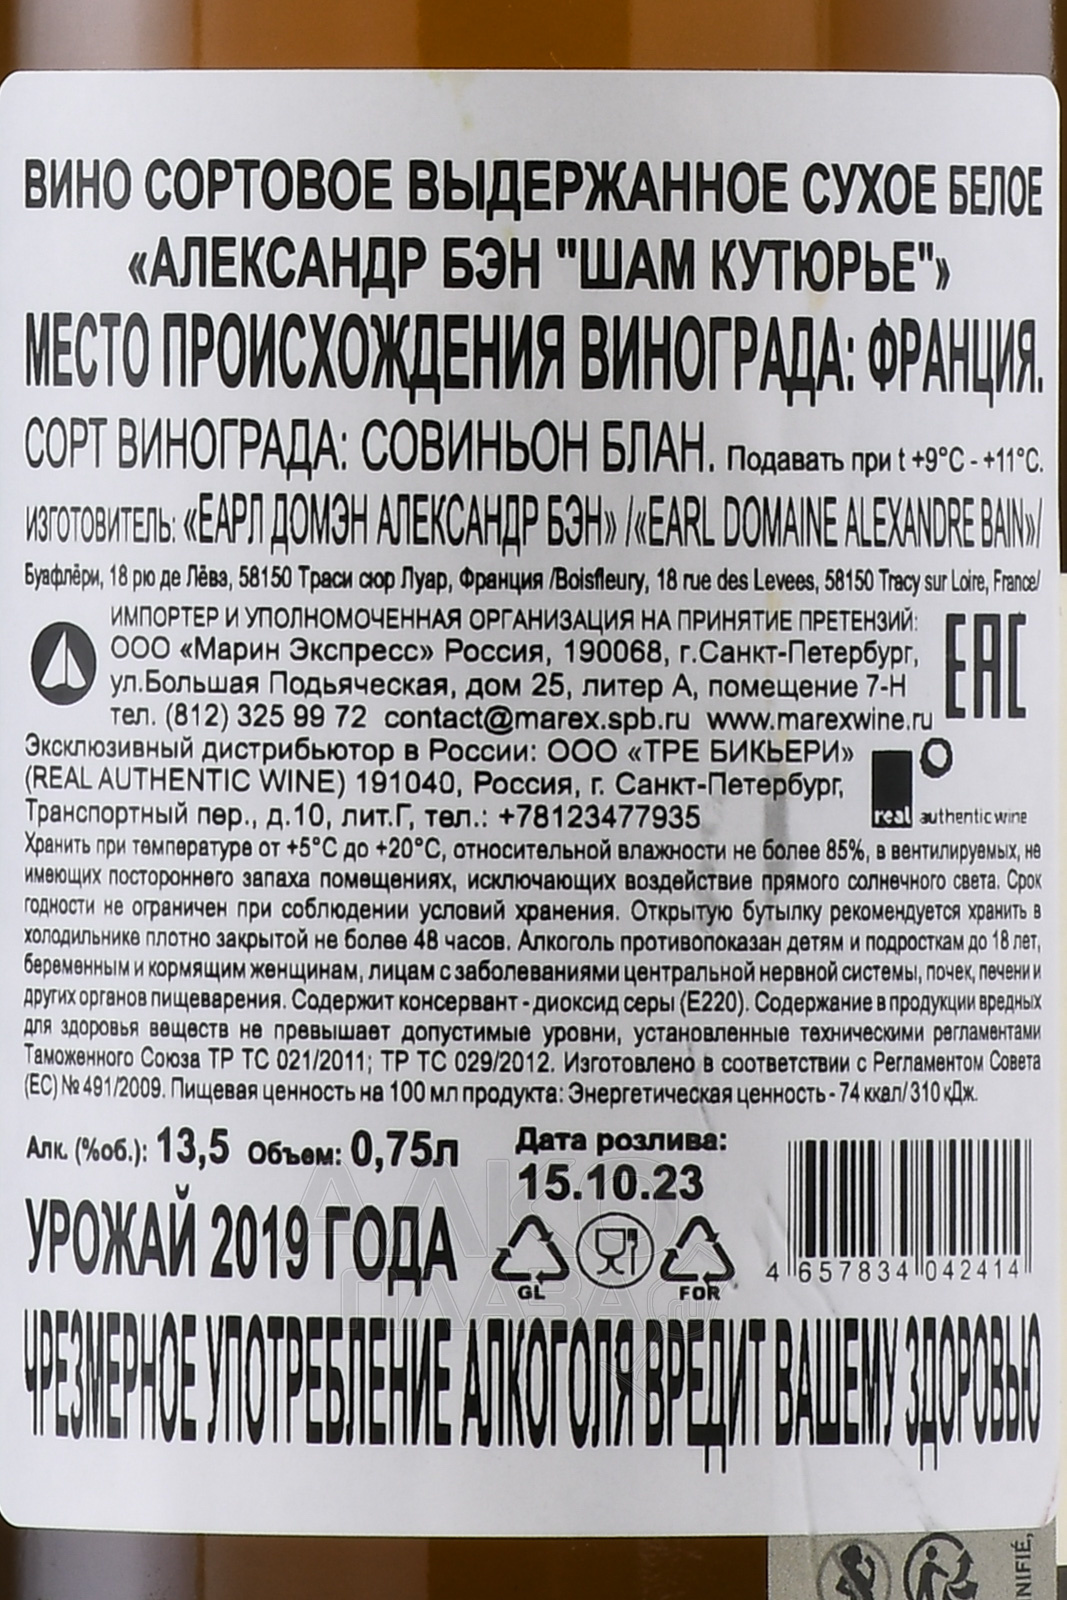 ВИНО СОРТОВОЕ ВЫДЕРЖАННОЕ СУХОЕ БЕЛОЕ
«АЛЕКСАНДР БЭН "ШАМ КУТЮРЬЕ"»
МЕСТО ПРОИСХОЖДЕНИЯ ВИНОГРАДА: ФРАНЦИЯ.
СОРТ ВИНОГРАДА: СОВИНЬОН БЛАН. Подавать при t +9°C - +11°C.
ИЗГОТОВИТЕЛЬ: «ЕАРЛ ДОМЭН АЛЕКСАНДР БЭН» /«EARL DOMAINE ALEXANDRE BAIN»/
Буафлёри, 18 рю де Лёвэ, 58150 Траси сюр Луар, Франция /Boisfleury, 18 rue des Levees, 58150 Tracy sur Loire, France/
ИМПОРТЕР И УПОЛНОМОЧЕННАЯ ОРГАНИЗАЦИЯ НА ПРИНЯТИЕ ПРЕТЕНЗИЙ:
ООО «Марин Экспресс» Россия, 190068, г.Санкт-Петербург,
ул.Большая Подьяческая, дом 25, литер А, помещение 7-Н
тел. (812) 325 99 72 contact@marex.spb.ru www.marexwine.ru
EAC
Эксклюзивный дистрибьютор в России: ООО «ТРЕ БИКЬЕРИ»
(REAL AUTHENTIC WINE) 191040, Россия, г. Санкт-Петербург,
Транспортный пер., д.10, лит.Г, тел.: +78123477935
real authentic wine
Хранить при температуре от +5°C до +20°C, относительной влажности не более 85%, в вентилируемых, не
имеющих постороннего запаха помещениях, исключающих воздействие прямого солнечного света. Срок
годности не ограничен при соблюдении условий хранения. Открытую бутылку рекомендуется хранить в
холодильнике плотно закрытой не более 48 часов. Алкоголь противопоказан детям и подросткам до 18 лет,
беременным и кормящим женщинам, лицам с заболеваниями центральной нервной системы, почек, печени и
других органов пищеварения. Содержит консервант - диоксид серы (Е220). Содержание в продукции вредных
для здоровья веществ не превышает допустимые уровни, установленные техническими регламентами
Таможенного Союза ТР ТС 021/2011; ТР ТС 029/2012. Изготовлено в соответствии с Регламентом Совета
(ЕС) № 491/2009. Пищевая ценность на 100 мл продукта: Энергетическая ценность - 74 ккал/ 310 кДж.
Алк. (%об.): 13,5 Объем: 0,75л
Дата розлива:
15.10.23
УРОЖАЙ 2019 ГОДА
GL
FOR
4 657834 042414
АЛКО
ПЛАЗА
ЧРЕЗМЕРНОЕ УПОТРЕБЛЕНИЕ АЛКОГОЛЯ ВРЕДИТ ВАШЕМУ ЗДОРОВЬЮ